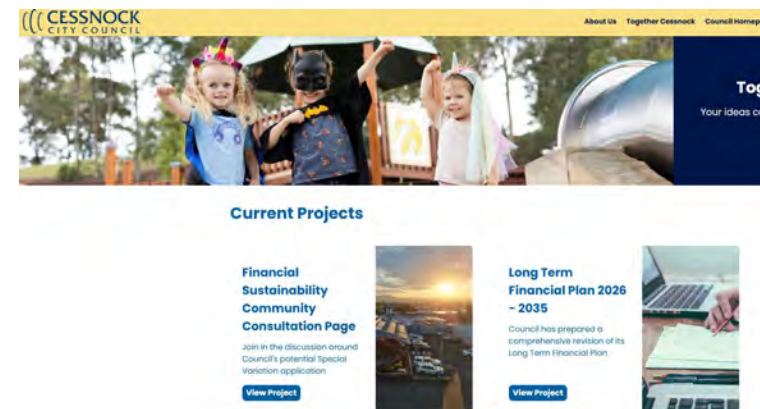 CESSNOCK
CITY COUNCIL
About Us Together Cessnock Council
Your ideas
Current Projects
Financial
Sustainability
Community
Consultation Page
Join in the discussion around
Council's potential Special
Variation application
View Project
Long Term
Financial Plan 2026
- 2035
Council has prepared a
comprehensive revision of its
Long Term Financial Plan
View Project